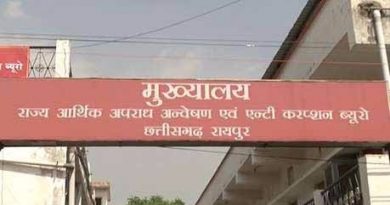 ब्यूरो
मुख्यालय
राज्य आर्थिक अपराध अन्वेषण एवं एन्टी करप्शन ब्यूरो
छत्तीसगढ़ रायपुर